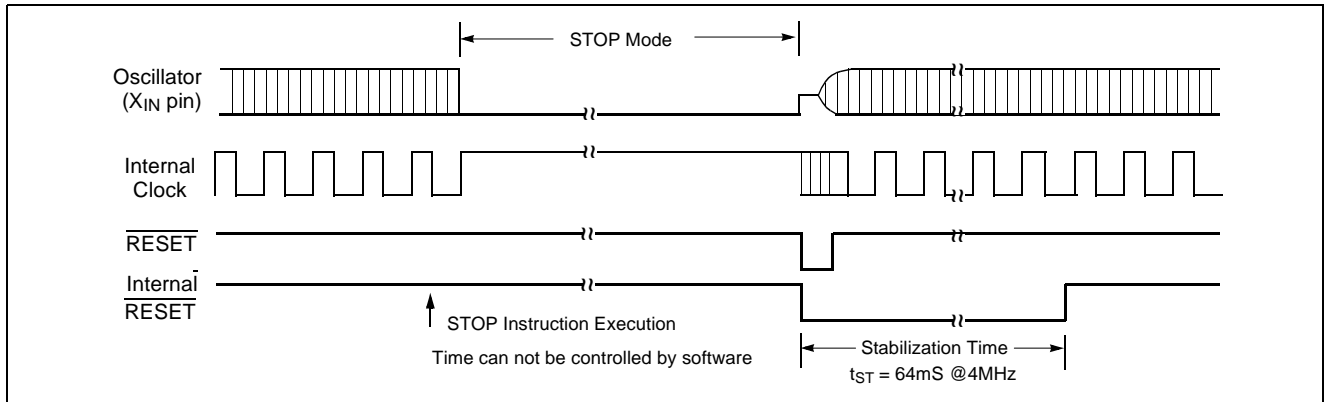 STOP Mode
Oscillator
(XIN pin)
Internal
Clock
RESET
Internal
RESET
STOP Instruction Execution
Time can not be controlled by software
Stabilization Time
tST = 64mS @4MHz